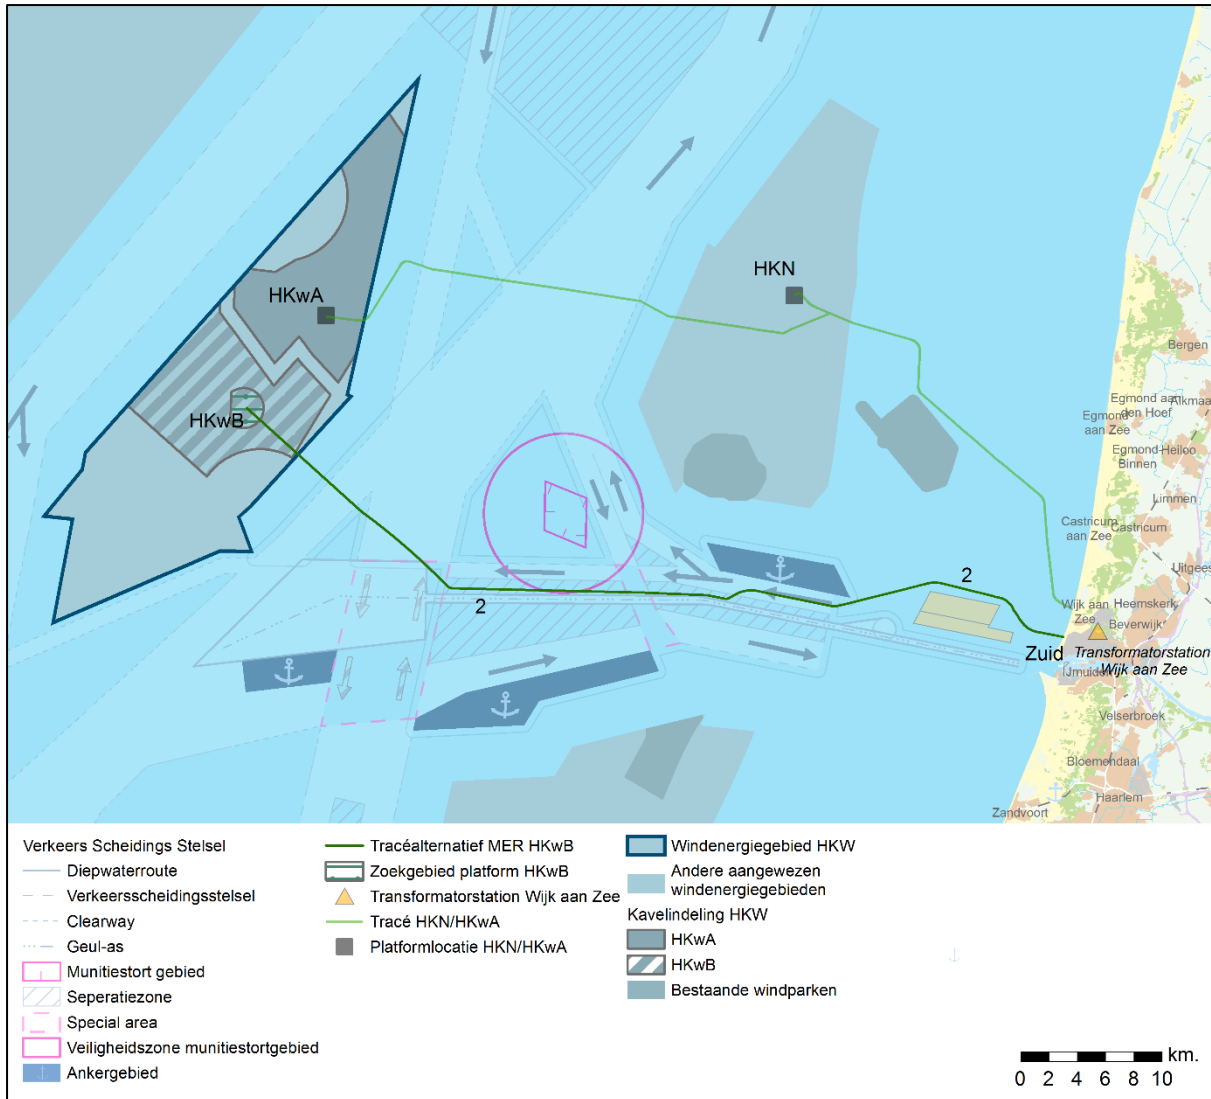 HKN
HKwA
HKwB
Bergen
Egmond aan
den Hoef
Alkmaa
Egmond
aan Zee
Egmond-Heiloo
Binnen
Limmen
Castricum
aan Zee
Castricum
Uitgees
2
2
Wijk aan
Zee
Heemskerk
Beverwijk
Zuid
Transformatorstation
Wijk aan Zee
IJmuiden
Velserbroek
Bloemendaal
Haarlem
Zandvoort
Verkeers Scheidings Stelsel
Diepwaterroute
Verkeersscheidingsstelsel
Clearway
Geul-as
Munitiestort gebied
Seperatiezone
Special area
Veiligheidszone munitiestortgebied
Ankergebied
Tracéalternatief MER HKwB
Zoekgebied platform HKwB
Transformatorstation Wijk aan Zee
Tracé HKN/HKwA
Platformlocatie HKN/HKwA
Windenergiegebied HKW
Andere aangewezen
windenergiegebieden
Kavelindeling HKW
HKwA
HKwB
Bestaande windparken
km.
0 2 4 6 8 10